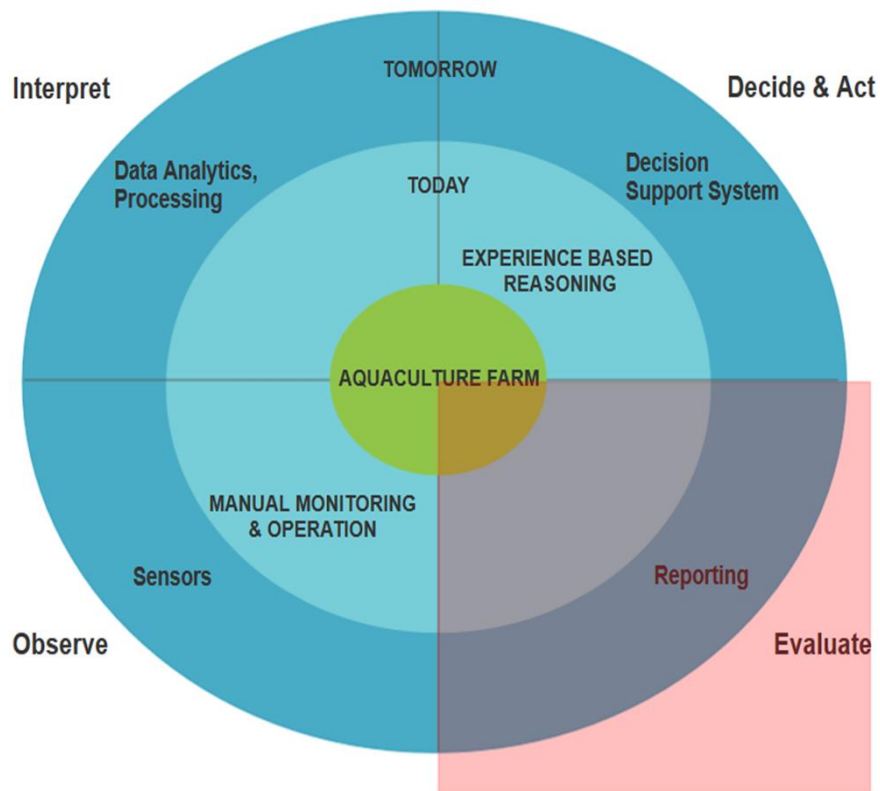 TOMORROW
Interpret
Decide & Act
Data Analytics,
Processing
Decision
Support System
TODAY
EXPERIENCE BASED
REASONING
AQUACULTURE FARM
MANUAL MONITORING
& OPERATION
Sensors
Reporting
Observe
Evaluate